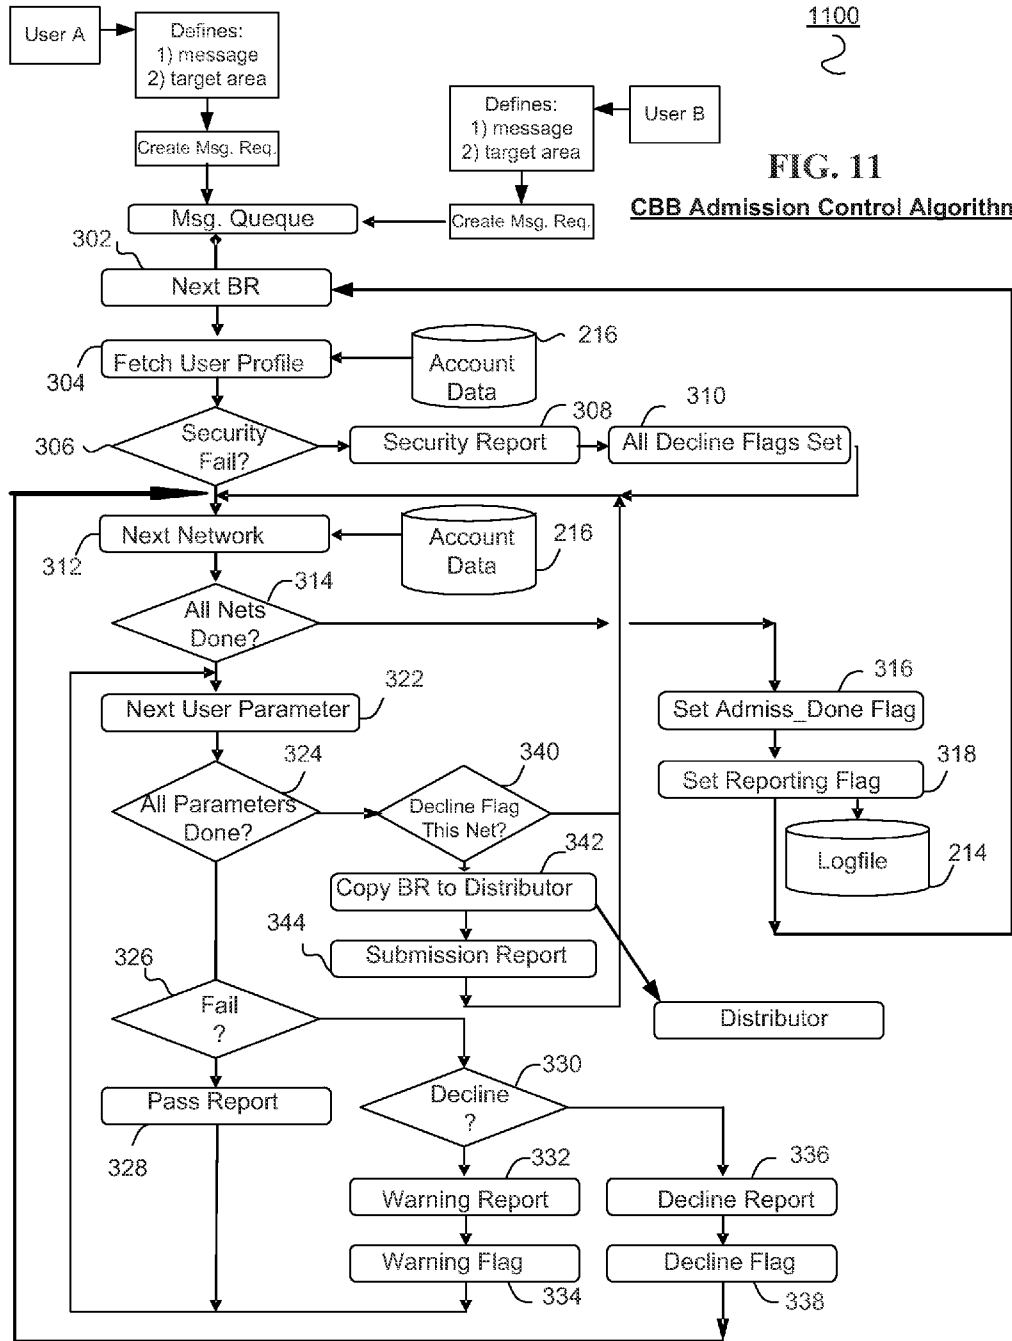 1100
User A
Defines:
1) message
2) target area
Defines:
1) message
2) target area
User B
Create Msg. Req.
FIG. 11
CBB Admission Control Algorithm
Msg. Queque
Create Msg. Req.
302
Next BR
304
Fetch User Profile
Account
Data
216
306
Security
Fail?
308
Security Report
310
All Decline Flags Set
312
Next Network
Account
Data
216
314
All Nets
Done?
316
Set Admiss_Done Flag
322
Next User Parameter
318
Set Reporting Flag
324
All Parameters
Done?
340
Decline Flag
This Net?
Logfile
214
342
Copy BR to Distributor
344
Submission Report
326
Fail
?
Distributor
330
Decline
?
Pass Report
328
332
Warning Report
336
Decline Report
Warning Flag
334
Decline Flag
338